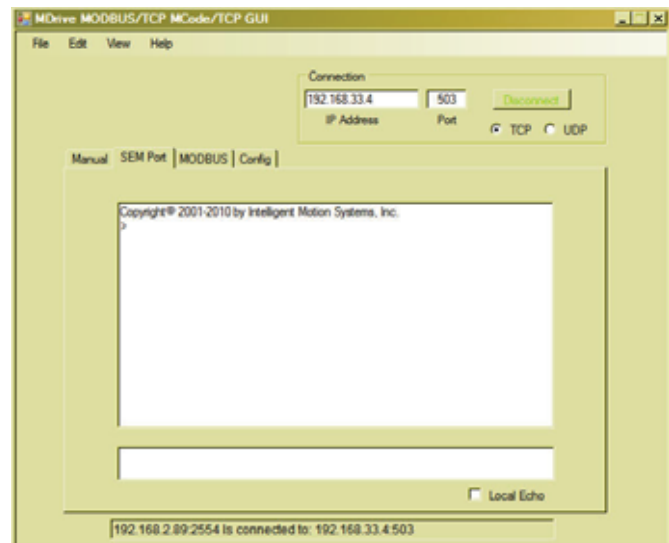 MDrive MODBUS/TCP MCode/TCP GUI
File Edit View Help
Connection
192.168.33.4 503 Disconnect
IP Address Port TCP UDP
Manual SEM Port MODBUS Config
Copyright® 2001-2010 by Intelligent Motion Systems, Inc.
>
Local Echo
192.168.2.89:2554 Is connected to: 192.168.33.4:503